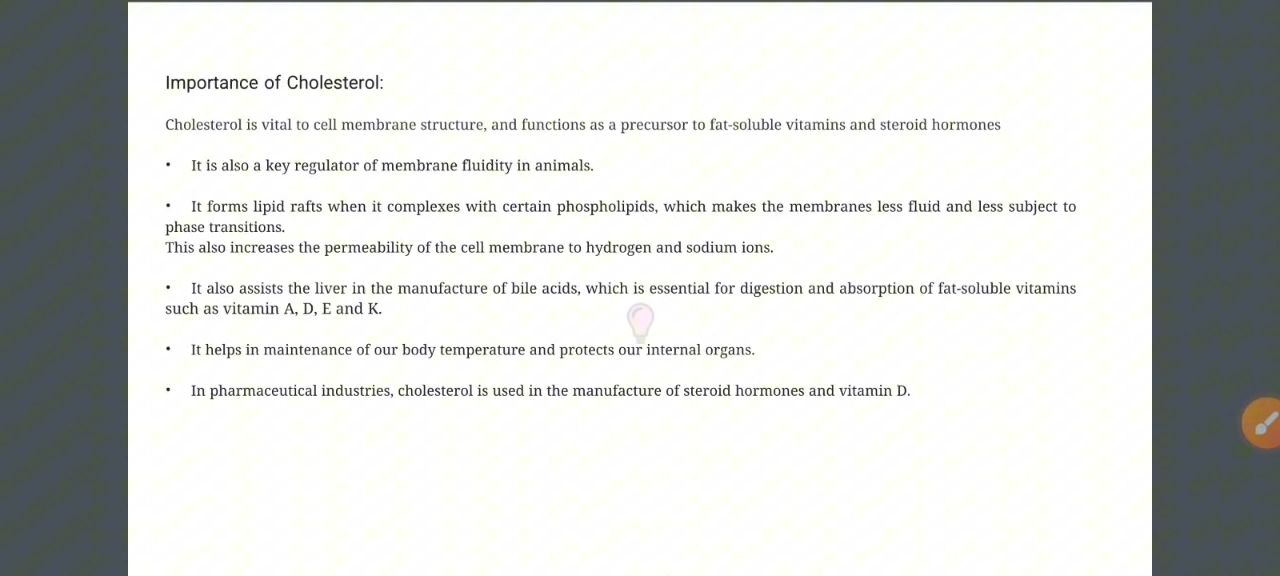 Importance of Cholesterol:
Cholesterol is vital to cell membrane structure, and functions as a precursor to fat-soluble vitamins and steroid hormones
• It is also a key regulator of membrane fluidity in animals.
• It forms lipid rafts when it complexes with certain phospholipids, which makes the membranes less fluid and less subject to
phase transitions.
This also increases the permeability of the cell membrane to hydrogen and sodium ions.
• It also assists the liver in the manufacture of bile acids, which is essential for digestion and absorption of fat-soluble vitamins
such as vitamin A, D, E and K.
• It helps in maintenance of our body temperature and protects our internal organs.
• In pharmaceutical industries, cholesterol is used in the manufacture of steroid hormones and vitamin D.